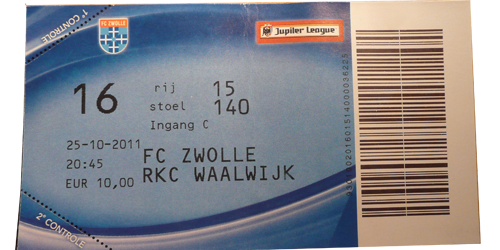 1e CONTROLE
FC ZWOLLE
Jupiler League
16
rij 15
stoel 140
Ingang C
25-10-2011
20:45
EUR 10,00
FC ZWOLLE
RKC WAALWIJK
2e CONTROLE